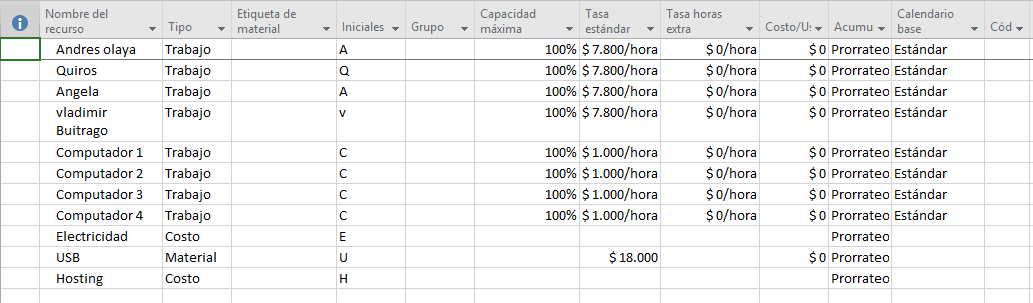 Nombre del recurso Tipo Etiqueta de material Iniciales Grupo Capacidad máxima Tasa estándar Tasa horas extra Costo/U: Acumu Calendario base Cód
Andres olaya Trabajo A 100% $ 7.800/hora $ 0/hora $ 0 Prorrateo Estándar
Quiros Trabajo Q 100% $ 7.800/hora $ 0/hora $ 0 Prorrateo Estándar
Angela Trabajo A 100% $ 7.800/hora $ 0/hora $ 0 Prorrateo Estándar
vladimir Buitrago Trabajo v 100% $ 7.800/hora $ 0/hora $ 0 Prorrateo Estándar
Computador 1 Trabajo C 100% $ 1.000/hora $ 0/hora $ 0 Prorrateo Estándar
Computador 2 Trabajo C 100% $ 1.000/hora $ 0/hora $ 0 Prorrateo Estándar
Computador 3 Trabajo C 100% $ 1.000/hora $ 0/hora $ 0 Prorrateo Estándar
Computador 4 Trabajo C 100% $ 1.000/hora $ 0/hora $ 0 Prorrateo Estándar
Electricidad Costo E Prorrateo
USB Material U $ 18.000 $ 0 Prorrateo
Hosting Costo H Prorrateo